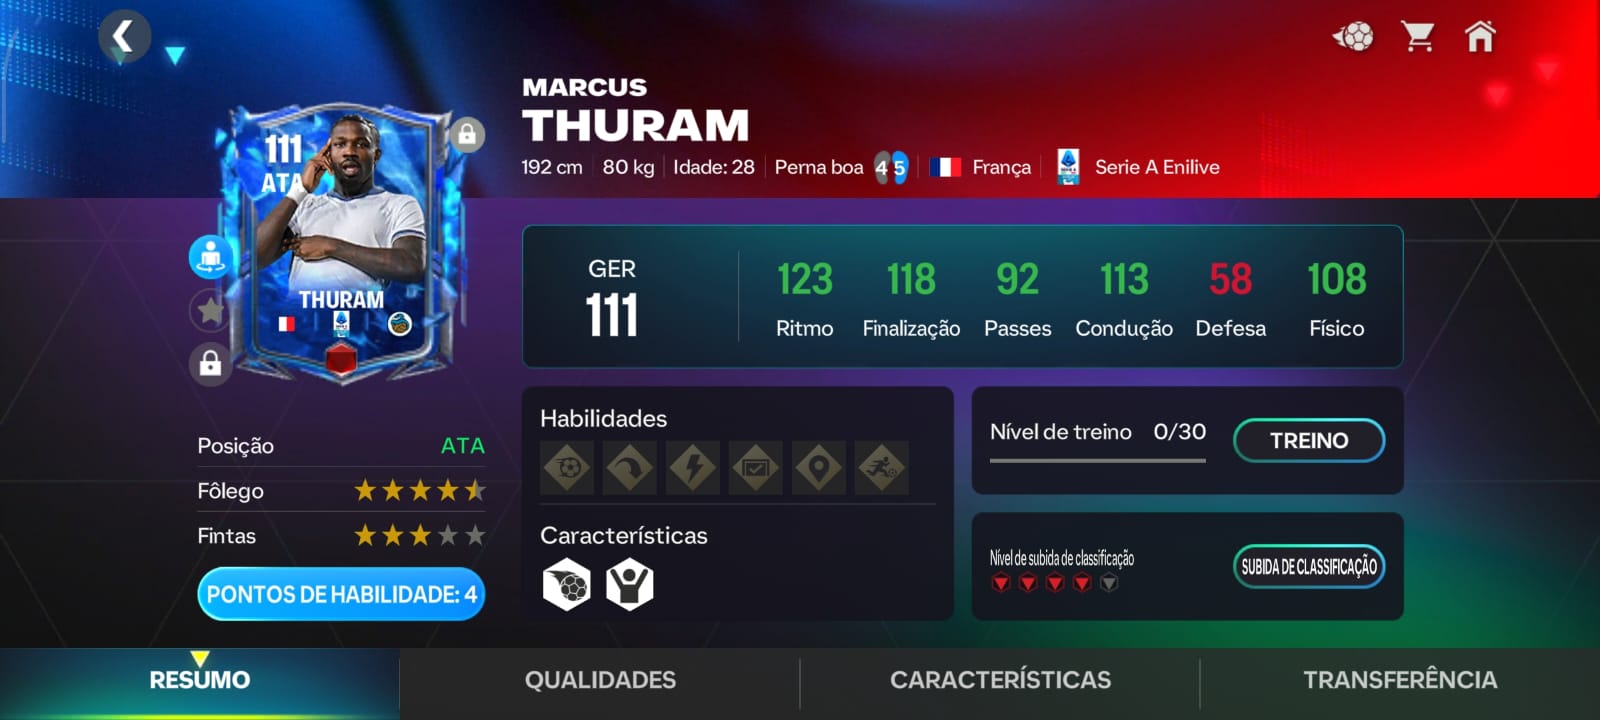 MARCUS
THURAM
192 cm 80 kg Idade: 28 Perna boa 4 5 França Serie A Enilive
111
ATA
THURAM
GER
111
123 118 92 113 58 108
Ritmo Finalização Passes Condução Defesa Físico
Posição ATA
Fôlego
Fintas
PONTOS DE HABILIDADE: 4
Habilidades
Características
Nível de treino 0/30 TREINO
Nível de subida de classificação
SUBIDA DE CLASSIFICAÇÃO
RESUMO QUALIDADES CARACTERÍSTICAS TRANSFERÊNCIA